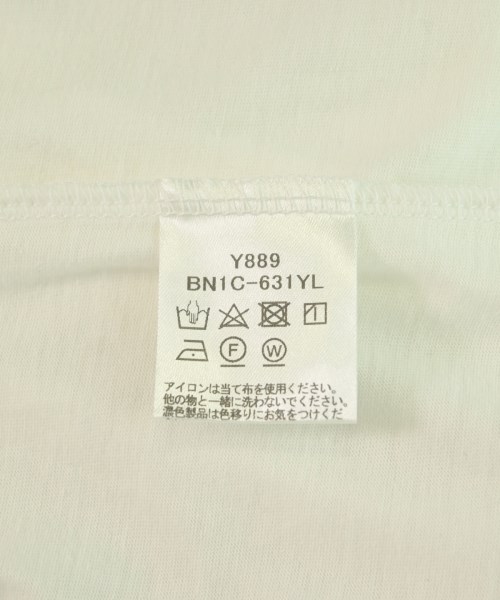 Y889
BN1C-631YL
F W
アイロンは当て布を使用ください。
他の物と一緒に洗わないでください。
濃色製品は色移りにお気をつけくだ